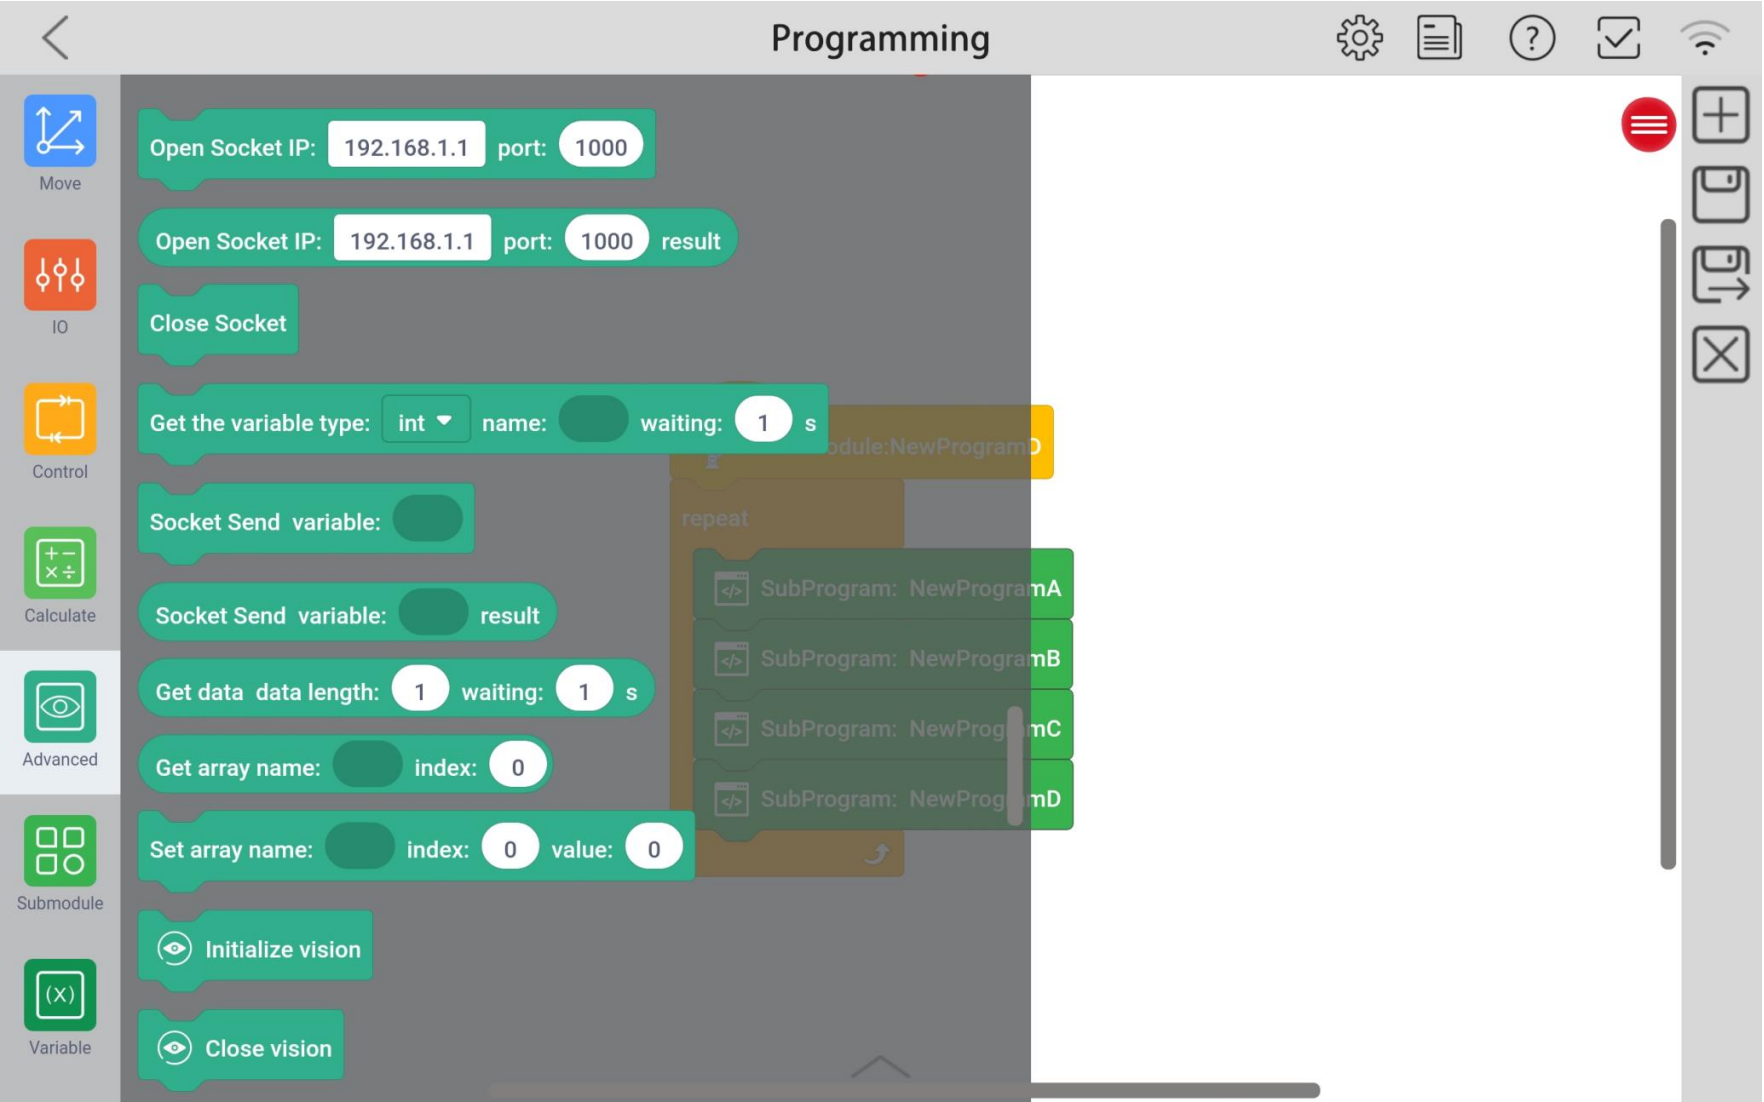 Programming
Move
IO
Control
Calculate
Advanced
Submodule
Variable
(x)
Open Socket IP: 192.168.1.1 port: 1000
Open Socket IP: 192.168.1.1 port: 1000 result
Close Socket
Get the variable type: int name: waiting: 1 s
odule:NewProgramD
Socket Send variable:
repeat
Socket Send variable: result
SubProgram: NewProgramA
SubProgram: NewProgramB
Get data data length: 1 waiting: 1 s
SubProgram: NewProg mC
Get array name: index: 0
SubProgram: NewProgramD
Set array name: index: 0 value: 0
Initialize vision
Close vision